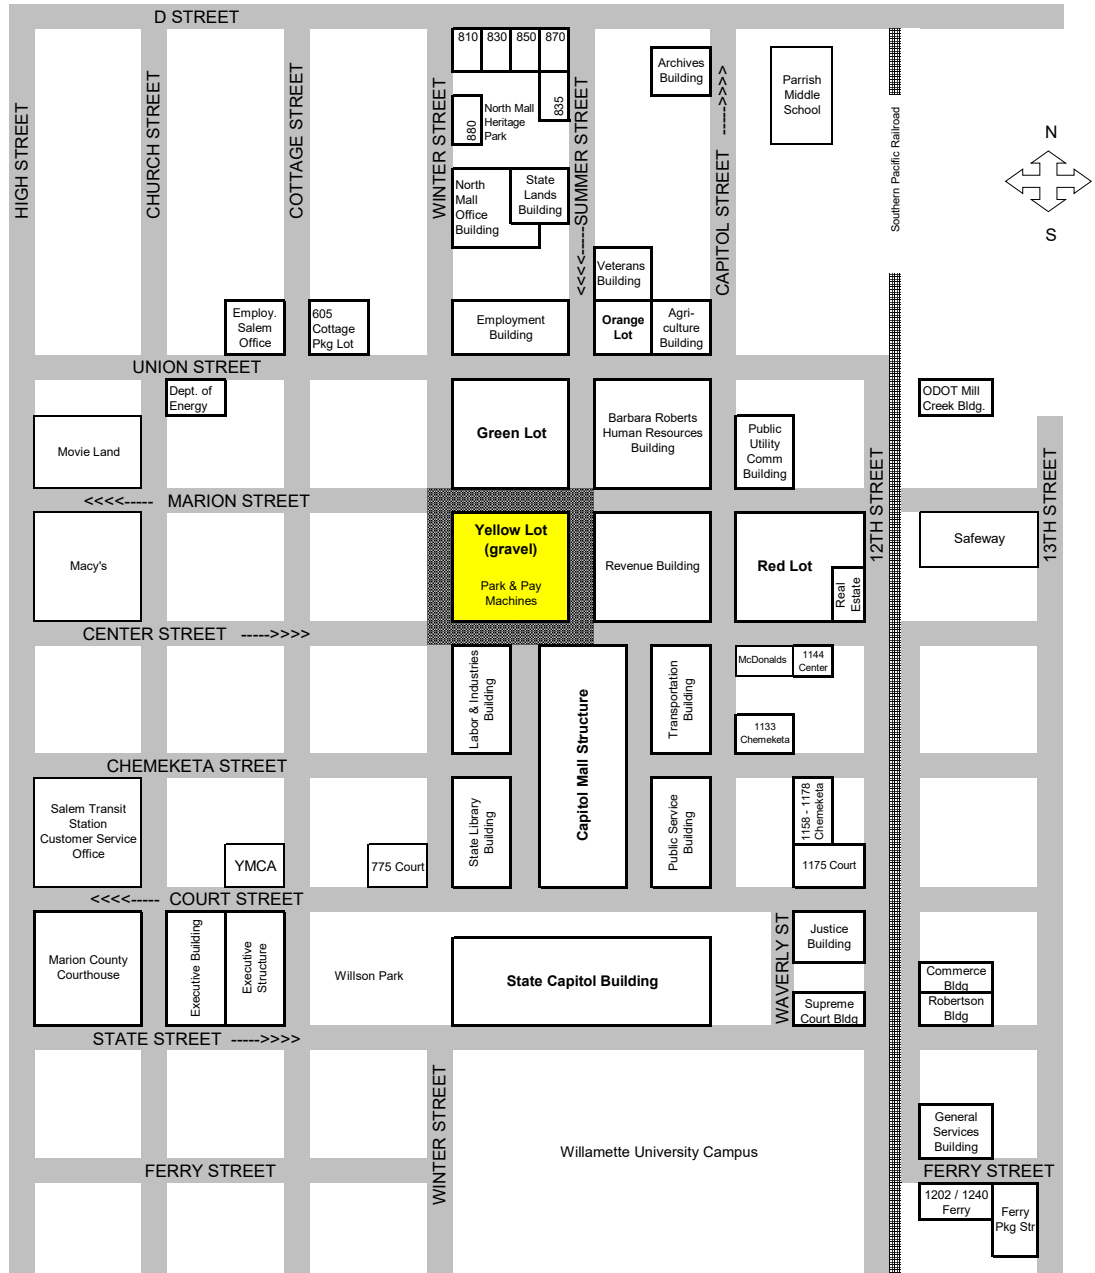 D STREET
HIGH STREET
CHURCH STREET
COTTAGE STREET
WINTER STREET
810
830
850
870
880
North Mall
Heritage
Park
835
<<<<-----SUMMER STREET
Archives
Building
CAPITOL STREET ----->>>>
Parrish
Middle
School
Southern Pacific Railroad
N
S
North
Mall
Office
Building
State
Lands
Building
Veterans
Building
Employ.
Salem
Office
605
Cottage
Pkg Lot
Employment
Building
Orange
Lot
Agri-
culture
Building
UNION STREET
Dept. of
Energy
Movie Land
Green Lot
Barbara Roberts
Human Resources
Building
Public
Utility
Comm
Building
ODOT Mill
Creek Bldg.
12TH STREET
13TH STREET
<<<<----- MARION STREET
Macy's
Yellow Lot
(gravel)
Park & Pay
Machines
Revenue Building
Red Lot
Real
Estate
Safeway
CENTER STREET ----->>>>
Labor & Industries
Building
Capitol Mall Structure
Transportation
Building
McDonalds
1144
Center
1133
Chemeketa
CHEMEKETA STREET
Salem Transit
Station
Customer Service
Office
YMCA
775 Court
State Library
Building
Public Service
Building
1158 - 1178
Chemeketa
1175 Court
<<<<----- COURT STREET
Marion County
Courthouse
Executive Building
Executive
Structure
Willson Park
State Capitol Building
WAVERLY ST
Justice
Building
Supreme
Court Bldg
Commerce
Bldg
Robertson
Bldg
STATE STREET ----->>>>
WINTER STREET
Willamette University Campus
General
Services
Building
FERRY STREET
FERRY STREET
1202 / 1240
Ferry
Ferry
Pkg Str